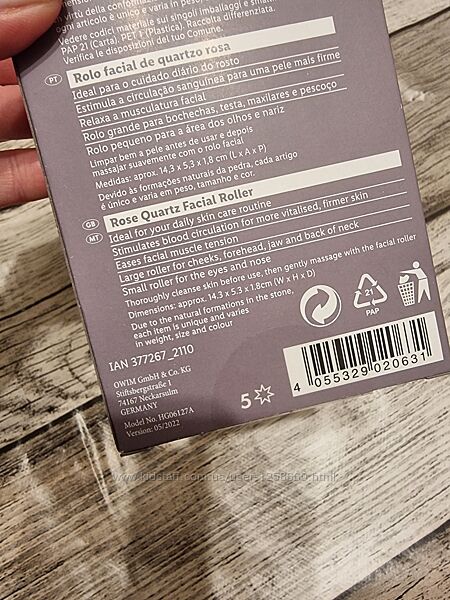 virtù della conformazione
ogni articolo è unico e varia in peso,
Vedere codici materiale sui singoli imballaggi e smaltire
PAP 21 (Carta), PET 1 (Plastica). Raccolta differenziata.
Verifica le disposizioni del tuo Comune.
PT
Rolo facial de quartzo rosa
Ideal para o cuidado diário do rosto
Estimula a circulação sanguínea para uma pele mais firme
Relaxa a musculatura facial
Rolo grande para bochechas, testa, maxilares e pescoço
Rolo pequeno para a área dos olhos e nariz
Limpar bem a pele antes de usar e depois
massajar suavemente com o rolo facial
Medidas: aprox. 14,3 x 5,3 x 1,8 cm (L x A x P)
Devido às formações naturais da pedra, cada artigo
é único e varia em peso, tamanho e cor.
GB
MT
Rose Quartz Facial Roller
Ideal for your daily skin care routine
Stimulates blood circulation for more vitalised, firmer skin
Eases facial muscle tension
Large roller for cheeks, forehead, jaw and back of neck
Small roller for the eyes and nose
Thoroughly cleanse skin before use, then gently massage with the facial roller
Dimensions: approx. 14.3 x 5.3 x 1.8cm (W x H x D)
Due to the natural formations in the stone,
each item is unique and varies
in weight, size and colour
21
PAP
IAN 377267_2110
OWIM GmbH & Co. KG
Stiftsbergstraße 1
74167 Neckarsulm
GERMANY
Model No. HG06127A
Version: 05/2022
5
4 055329 020631